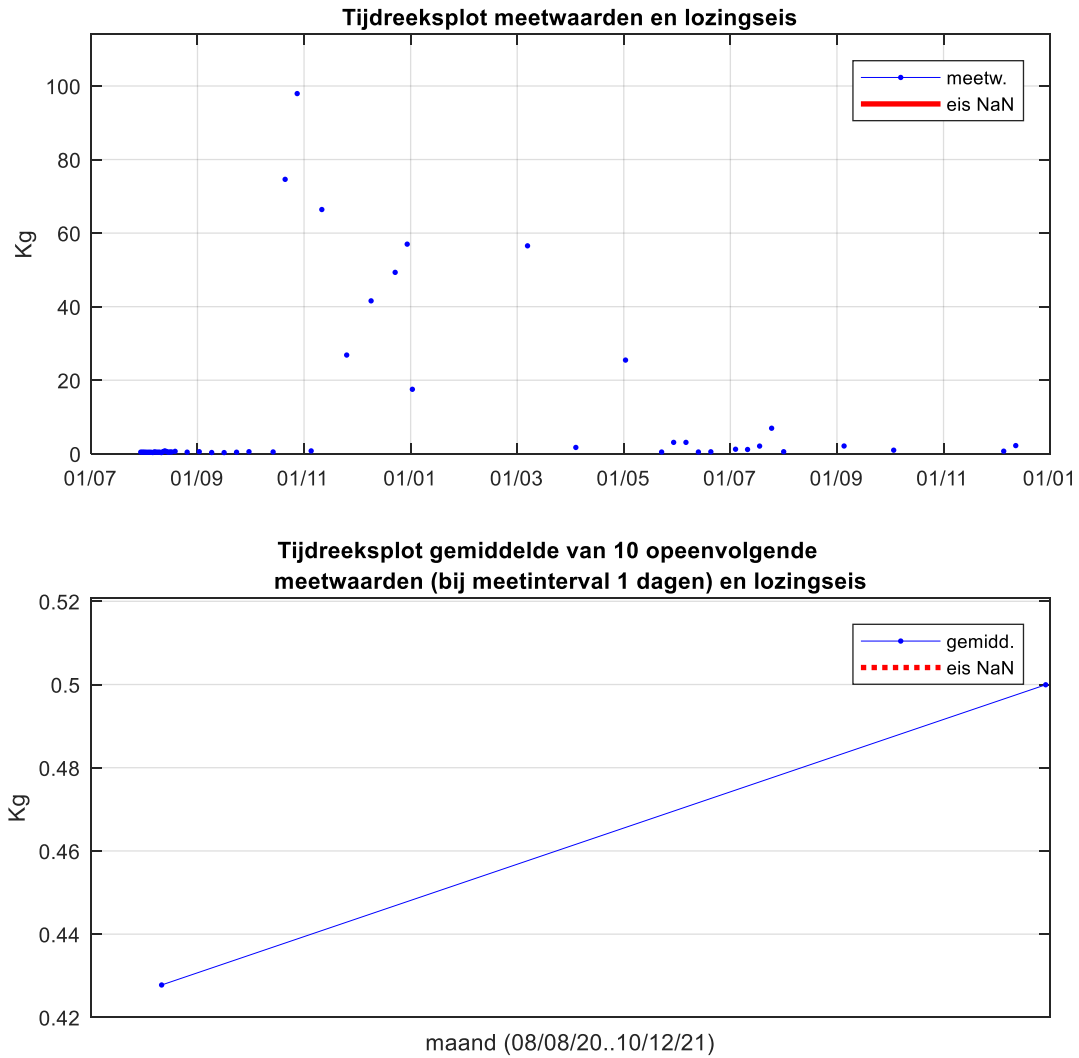 Tijdreeksplot meetwaarden en lozingseis
100
80
60
40
20
0
Kg
meetw.
eis NaN
01/07 01/09 01/11 01/01 01/03 01/05 01/07 01/09 01/11 01/01
Tijdreeksplot gemiddelde van 10 opeenvolgende
meetwaarden (bij meetinterval 1 dagen) en lozingseis
0.52
0.5
0.48
0.46
0.44
0.42
Kg
gemidd.
eis NaN
maand (08/08/20..10/12/21)